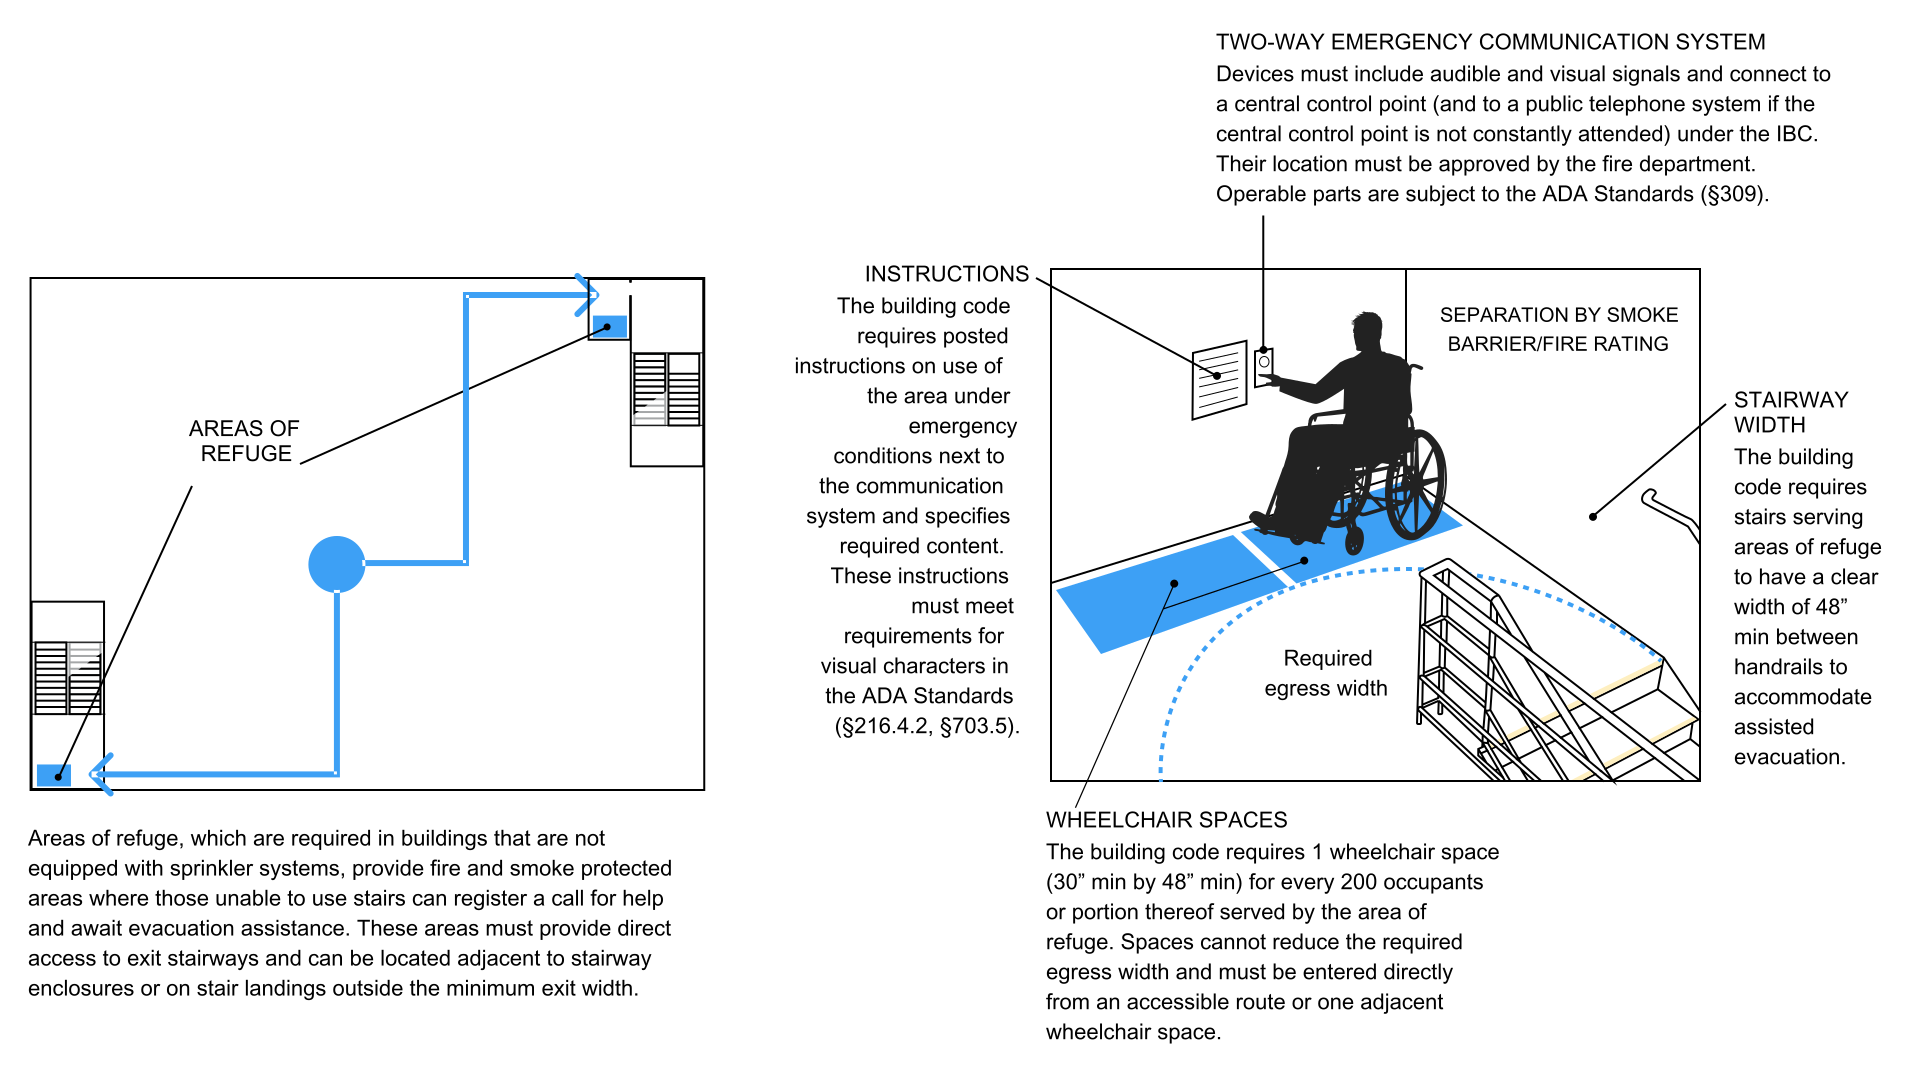 TWO-WAY EMERGENCY COMMUNICATION SYSTEM
Devices must include audible and visual signals and connect to
a central control point (and to a public telephone system if the
central control point is not constantly attended) under the IBC.
Their location must be approved by the fire department.
Operable parts are subject to the ADA Standards (§309).
INSTRUCTIONS
The building code
requires posted
instructions on use of
the area under
emergency
conditions next to
the communication
system and specifies
required content.
These instructions
must meet
requirements for
visual characters in
the ADA Standards
(§216.4.2, §703.5).
SEPARATION BY SMOKE
BARRIER/FIRE RATING
STAIRWAY
WIDTH
The building
code requires
stairs serving
areas of refuge
to have a clear
width of 48”
min between
handrails to
accommodate
assisted
evacuation.
AREAS OF
REFUGE
Required
egress width
Areas of refuge, which are required in buildings that are not
equipped with sprinkler systems, provide fire and smoke protected
areas where those unable to use stairs can register a call for help
and await evacuation assistance. These areas must provide direct
access to exit stairways and can be located adjacent to stairway
enclosures or on stair landings outside the minimum exit width.
WHEELCHAIR SPACES
The building code requires 1 wheelchair space
(30” min by 48” min) for every 200 occupants
or portion thereof served by the area of
refuge. Spaces cannot reduce the required
egress width and must be entered directly
from an accessible route or one adjacent
wheelchair space.